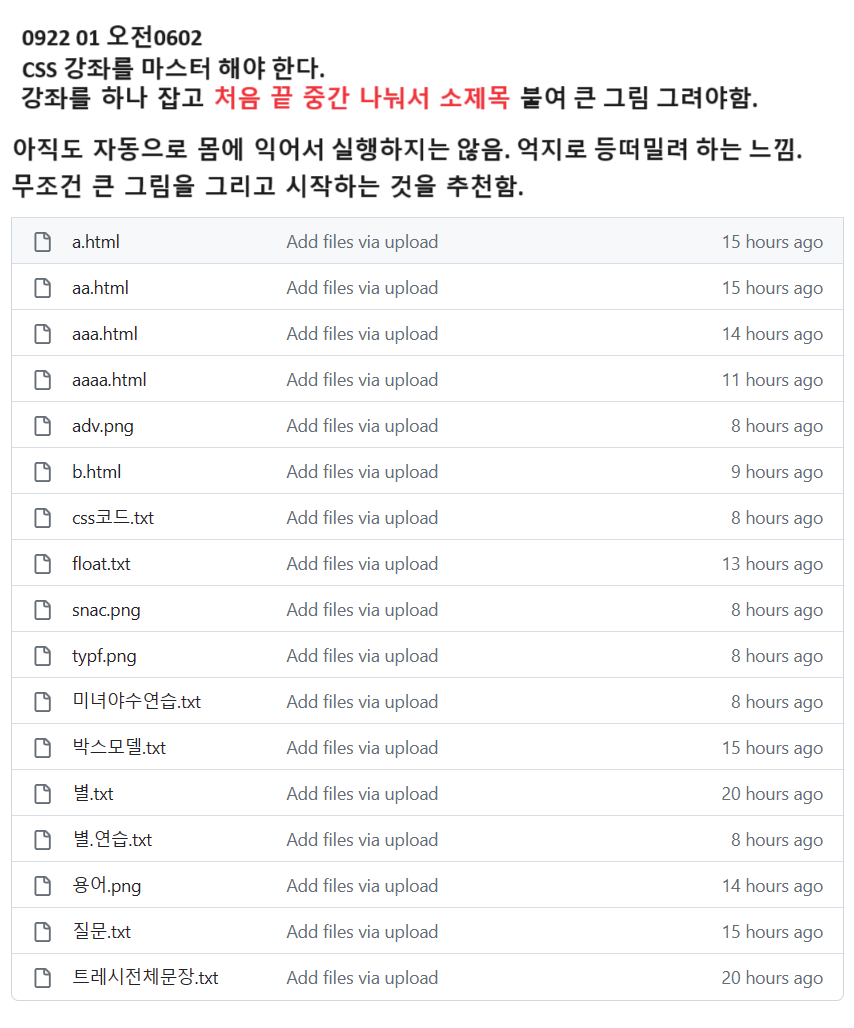 0922 01 오전0602
CSS 강좌를 마스터 해야 한다.
강좌를 하나 잡고 처음 끝 중간 나눠서 소제목 붙여 큰 그림 그려야함.
아직도 자동으로 몸에 익어서 실행하지는 않음. 억지로 등떠밀려 하는 느낌.
무조건 큰 그림을 그리고 시작하는 것을 추천함.
a.html Add files via upload 15 hours ago
aa.html Add files via upload 15 hours ago
aaa.html Add files via upload 14 hours ago
aaaa.html Add files via upload 11 hours ago
adv.png Add files via upload 8 hours ago
b.html Add files via upload 9 hours ago
css코드.txt Add files via upload 8 hours ago
float.txt Add files via upload 13 hours ago
snac.png Add files via upload 8 hours ago
typf.png Add files via upload 8 hours ago
미녀야수연습.txt Add files via upload 8 hours ago
박스모델.txt Add files via upload 15 hours ago
별.txt Add files via upload 20 hours ago
별.연습.txt Add files via upload 8 hours ago
용어.png Add files via upload 14 hours ago
질문.txt Add files via upload 15 hours ago
트레시전체문장.txt Add files via upload 20 hours ago